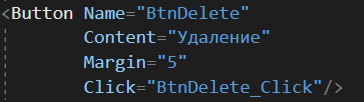 <Button Name="BtnDelete"
Content="Удаление"
Margin="5"
Click="BtnDelete_Click"/>